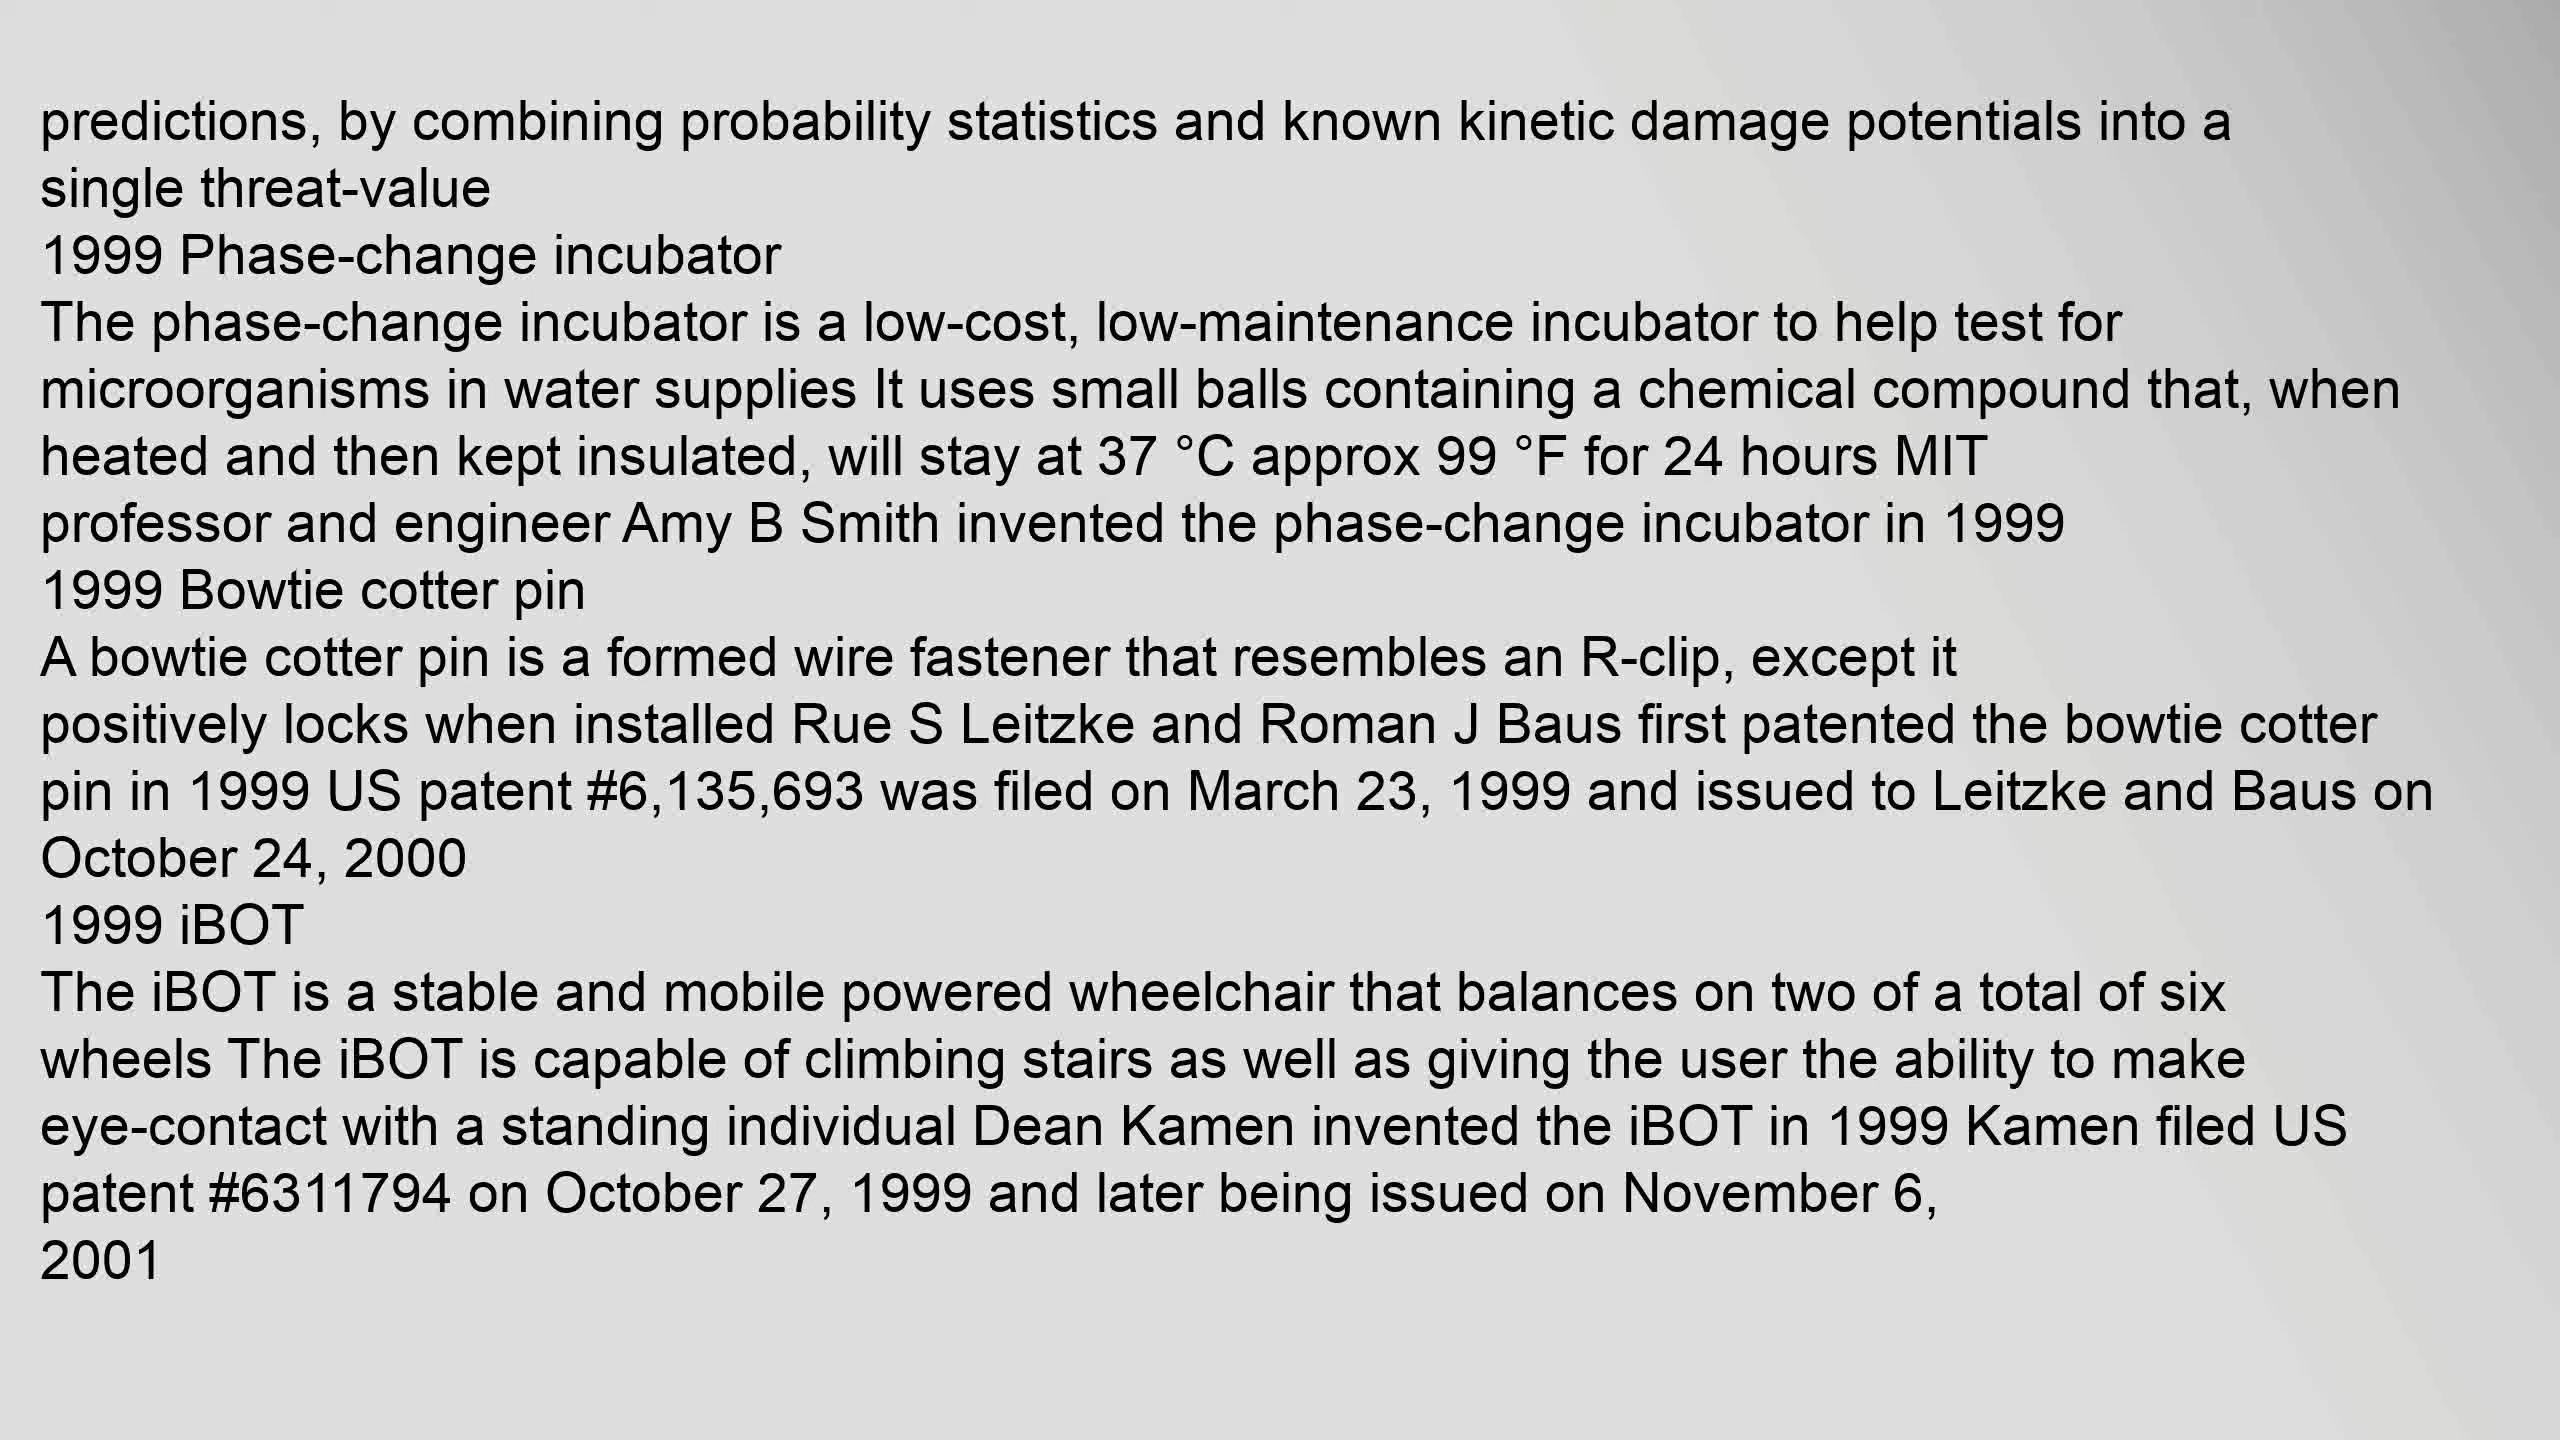 predictions, by combining probability statistics and known kinetic damage potentials into a
single threat-value
1999 Phase-change incubator
The phase-change incubator is a low-cost, low-maintenance incubator to help test for
microorganisms in water supplies It uses small balls containing a chemical compound that, when
heated and then kept insulated, will stay at 37 °C approx 99 °F for 24 hours MIT
professor and engineer Amy B Smith invented the phase-change incubator in 1999
1999 Bowtie cotter pin
A bowtie cotter pin is a formed wire fastener that resembles an R-clip, except it
positively locks when installed Rue S Leitzke and Roman J Baus first patented the bowtie cotter
pin in 1999 US patent #6,135,693 was filed on March 23, 1999 and issued to Leitzke and Baus on
October 24, 2000
1999 iBOT
The iBOT is a stable and mobile powered wheelchair that balances on two of a total of six
wheels The iBOT is capable of climbing stairs as well as giving the user the ability to make
eye-contact with a standing individual Dean Kamen invented the iBOT in 1999 Kamen filed US
patent #6311794 on October 27, 1999 and later being issued on November 6,
2001